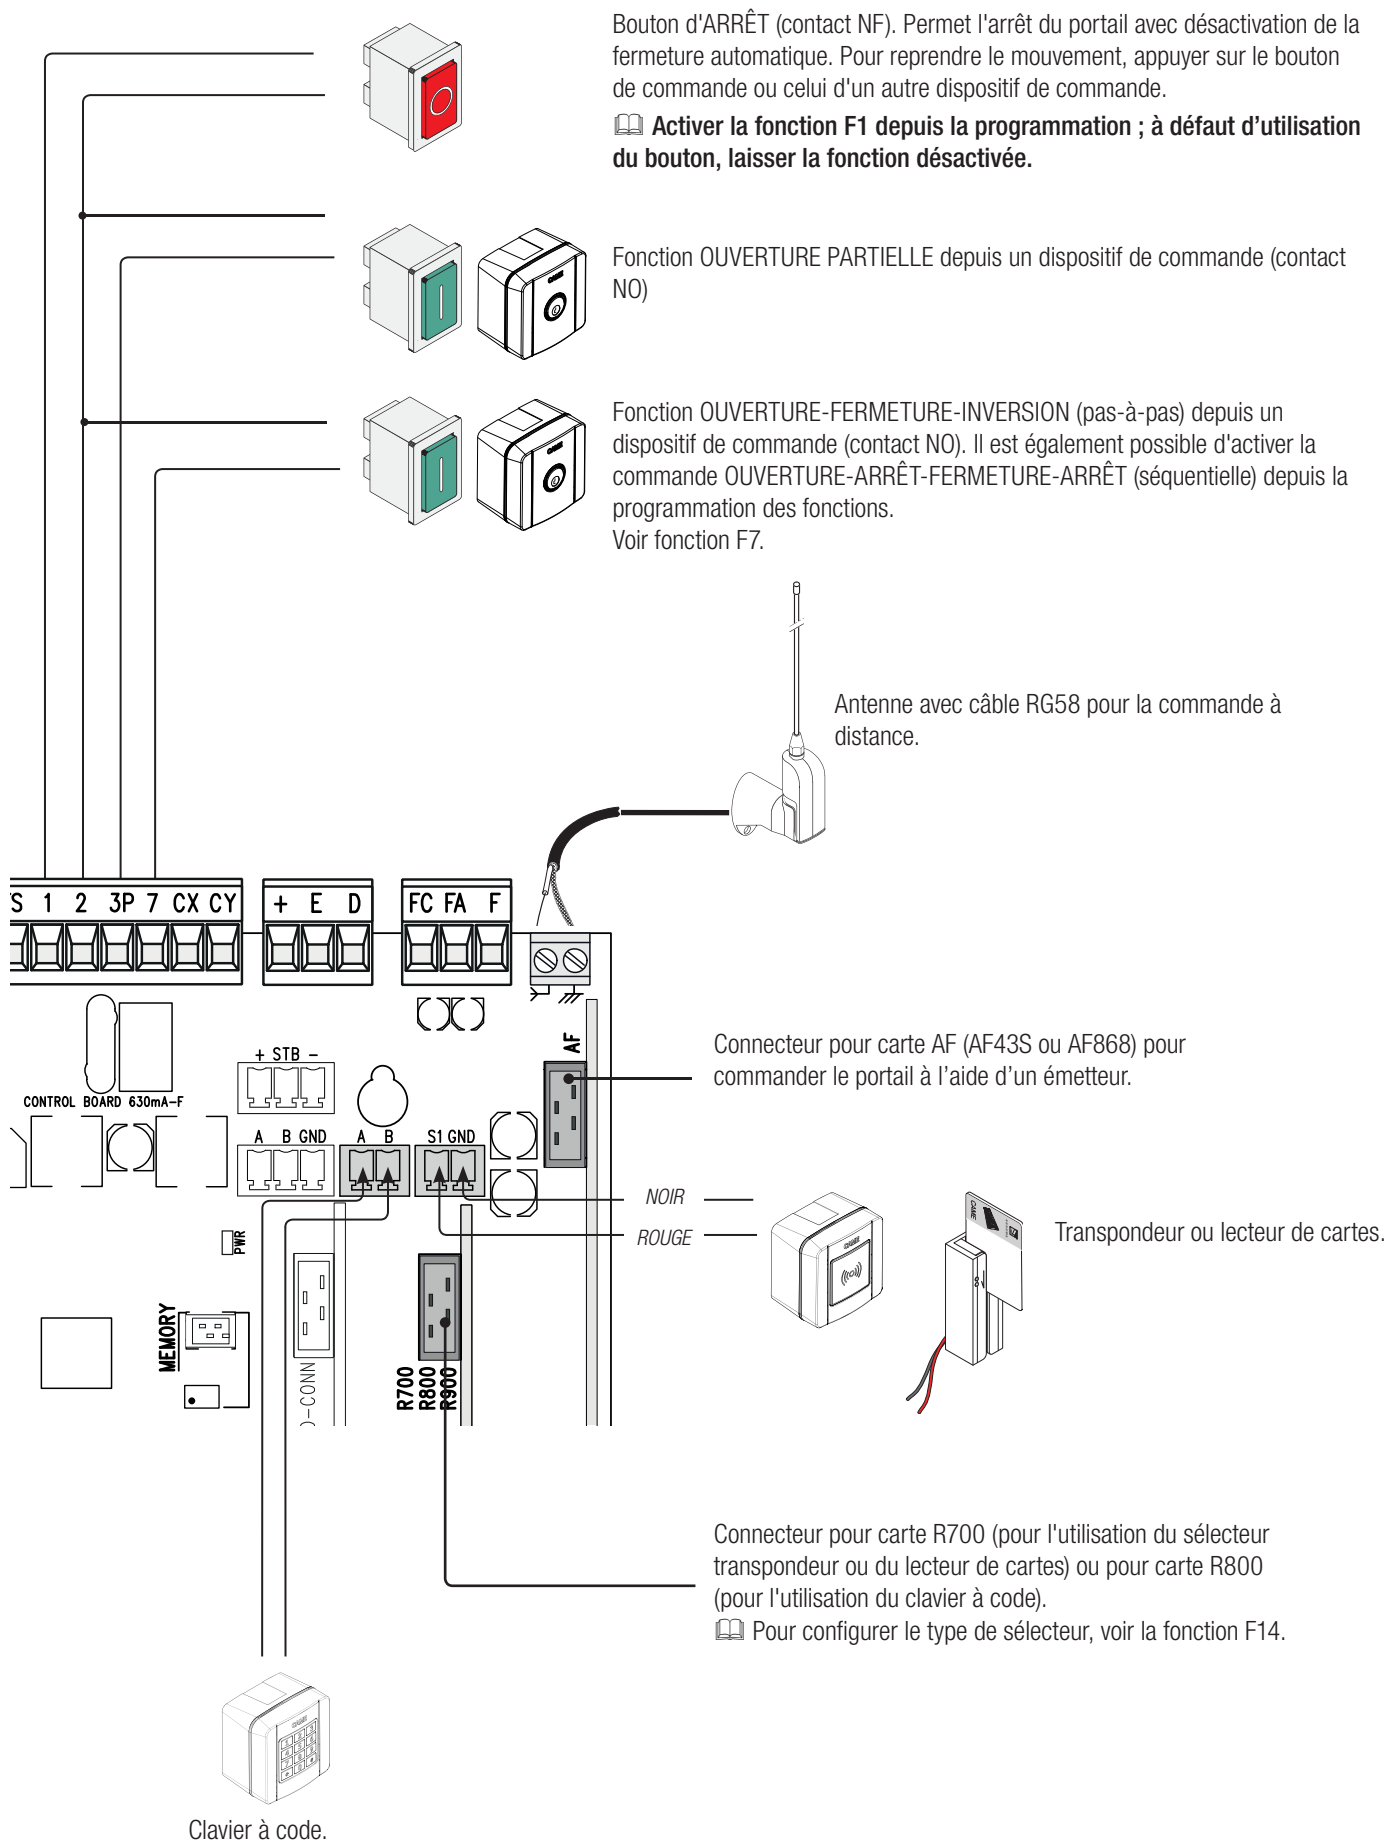 Bouton d'ARRÊT (contact NF). Permet l'arrêt du portail avec désactivation de la
fermeture automatique. Pour reprendre le mouvement, appuyer sur le bouton
de commande ou celui d'un autre dispositif de commande.
Activer la fonction F1 depuis la programmation ; à défaut d’utilisation
du bouton, laisser la fonction désactivée.
Fonction OUVERTURE PARTIELLE depuis un dispositif de commande (contact
NO)
CAME
Fonction OUVERTURE-FERMETURE-INVERSION (pas-à-pas) depuis un
dispositif de commande (contact NO). Il est également possible d'activer la
commande OUVERTURE-ARRÊT-FERMETURE-ARRÊT (séquentielle) depuis la
programmation des fonctions.
Voir fonction F7.
CAME
Antenne avec câble RG58 pour la commande à
distance.
S 1 2 3P 7 CX CY
+ E D
FC FA F
AF
Connecteur pour carte AF (AF43S ou AF868) pour
commander le portail à l’aide d’un émetteur.
+ STB -
CONTROL BOARD 630mA-F
A B GND
A B
S1 GND
NOIR
ROUGE
CAME
CAME
Transpondeur ou lecteur de cartes.
PWR
MEMORY
O-CONN
R700
R800
R900
Connecteur pour carte R700 (pour l'utilisation du sélecteur
transpondeur ou du lecteur de cartes) ou pour carte R800
(pour l'utilisation du clavier à code).
Pour configurer le type de sélecteur, voir la fonction F14.
CAME
Clavier à code.